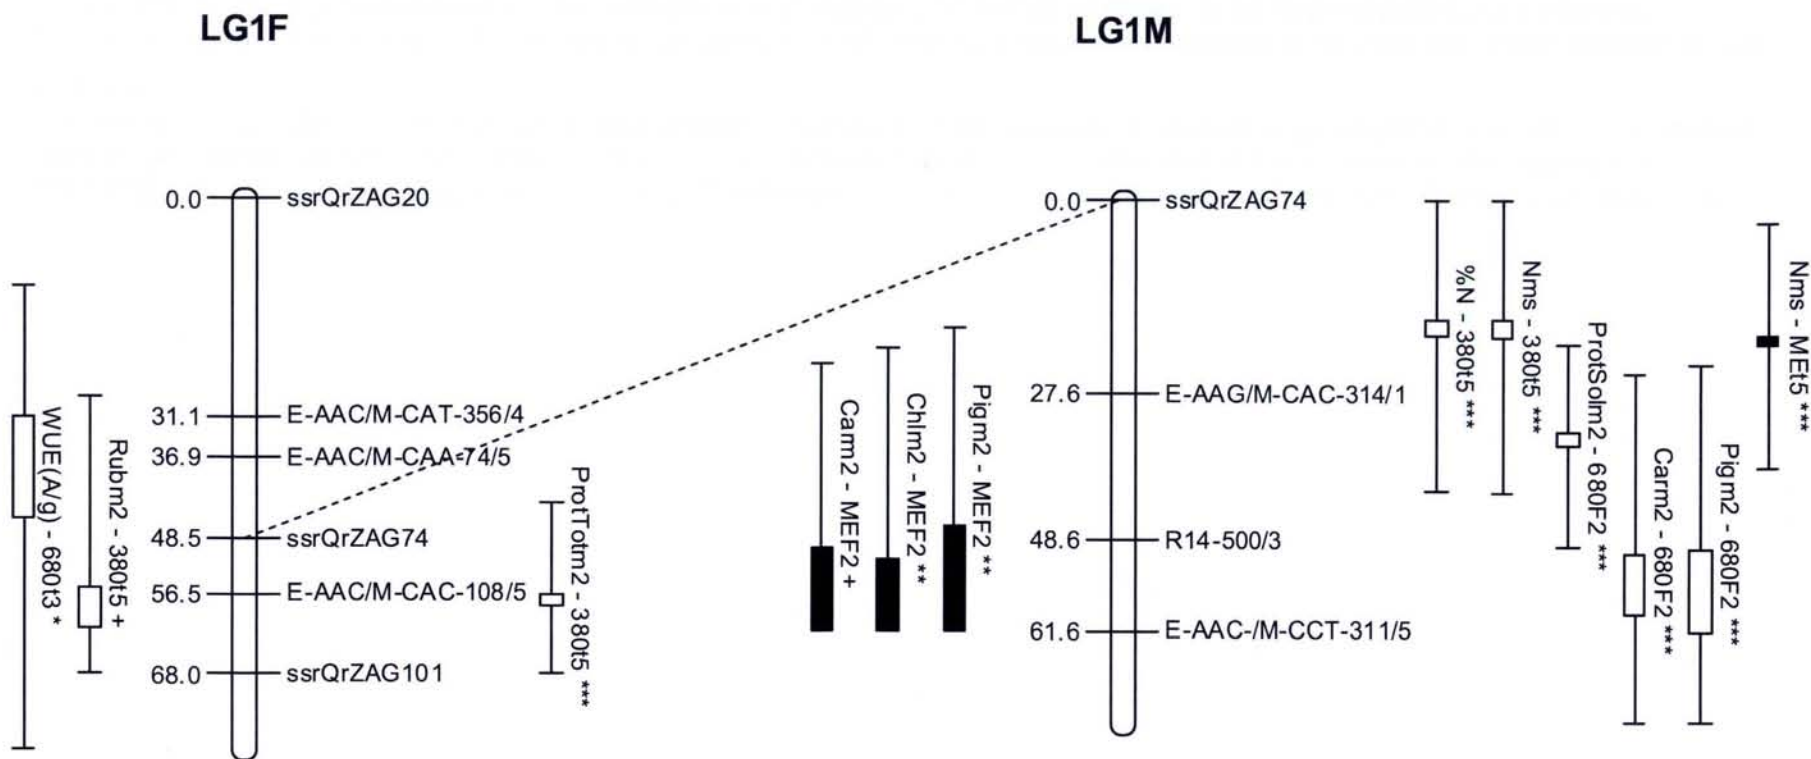 LG1F
LG1M
0.0 ssrQrZAG20
31.1 E-AAC/M-CAT-356/4
36.9 E-AAC/M-CAA-74/5
48.5 ssrQrZAG74
56.5 E-AAC/M-CAC-108/5
68.0 ssrQrZAG101
WUE(A/g) - 680t3 *
Rubm2 - 380t5 +
ProtTotm2 - 380t5 ***
Carm2 - MEF2 +
Chlm2 - MEF2 **
Pigm2 - MEF2 **
0.0 ssrQrZAG74
27.6 E-AAG/M-CAC-314/1
48.6 R14-500/3
61.6 E-AAC-/M-CCT-311/5
%N - 380t5 ***
Nms - 380t5 ***
ProtSolm2 - 680F2 ***
Carm2 - 680F2 ***
Pigm2 - 680F2 ***
Nms - MEt5 ***